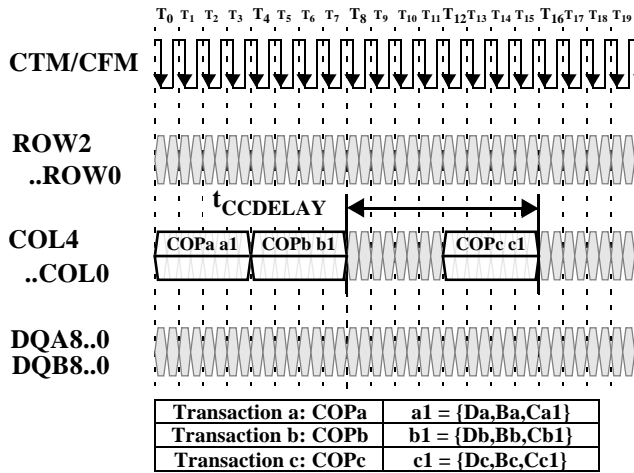 T0 T1 T2 T3 T4 T5 T6 T7 T8 T9 T10 T11 T12 T13 T14 T15 T16 T17 T18 T19
CTM/CFM
ROW2
..ROW0
tCCDELAY
COL4
..COL0
COPa a1 COPb b1 COPc c1
DQA8..0
DQB8..0
Transaction a: COPa a1 = {Da,Ba,Ca1}
Transaction b: COPb b1 = {Db,Bb,Cb1}
Transaction c: COPc c1 = {Dc,Bc,Cc1}